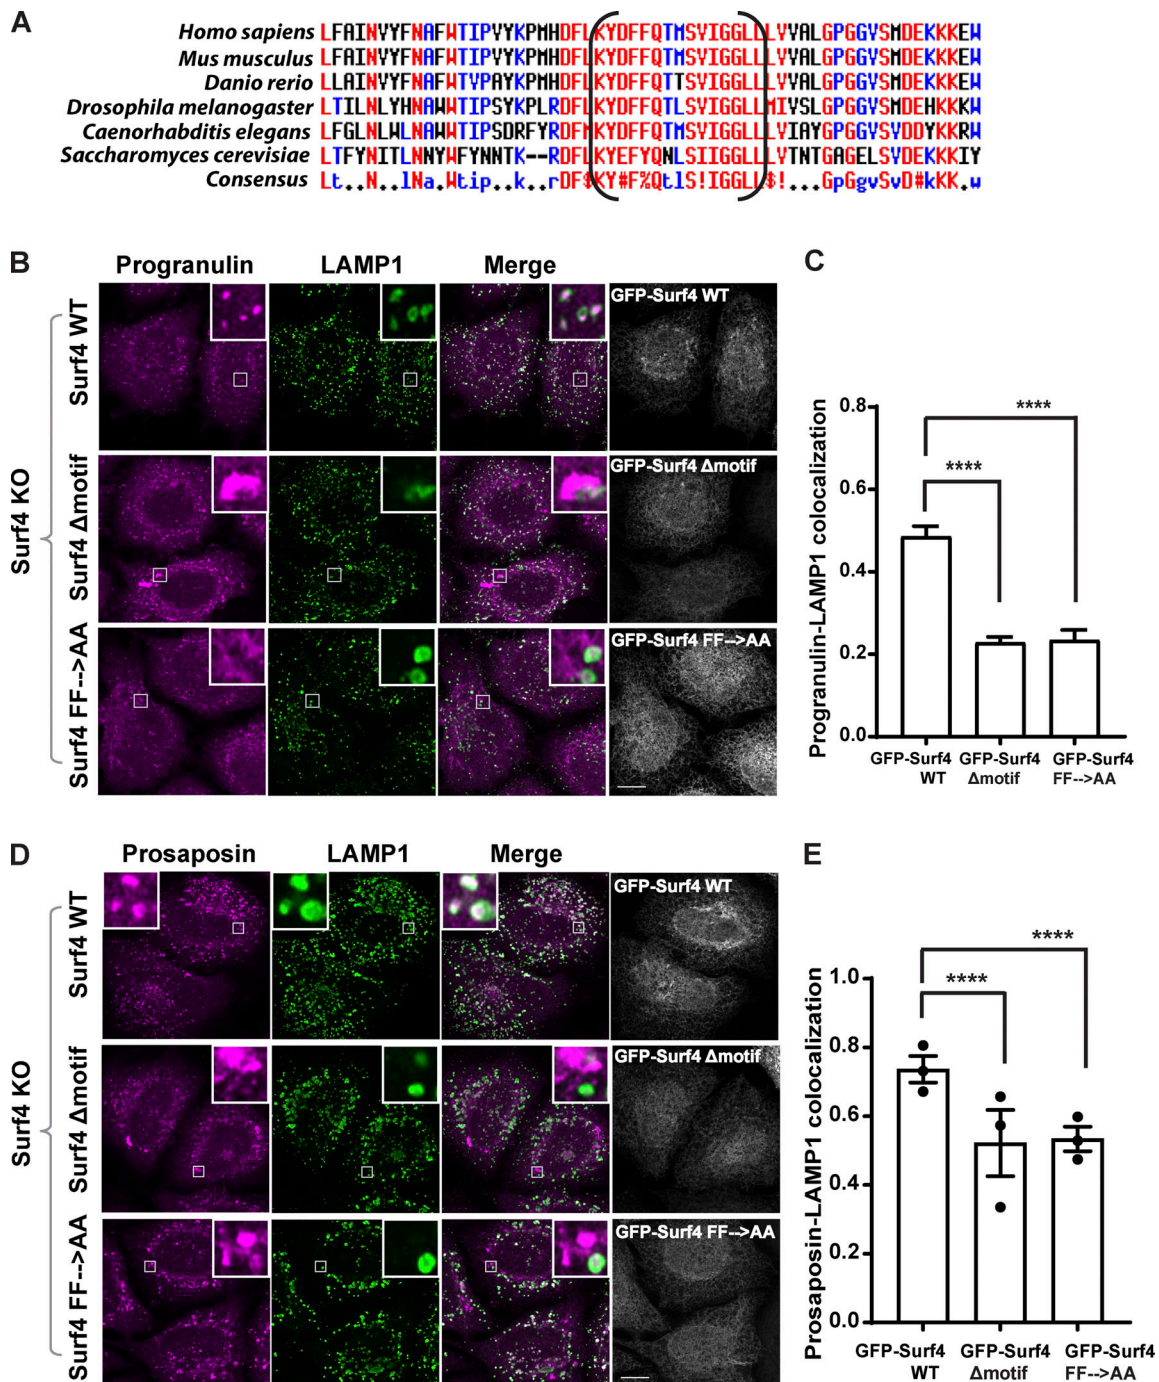 A
Homo sapiens LFAINVYFNAFWTIPVYKPMHDFLKYDFFQTMSVIGGLLLVVALGPGGVSMDEKKKEW
Mus musculus LFAINVYFNAFWTIPVYKPMHDFLKYDFFQTMSVIGGLLLVVALGPGGVSMDEKKKEW
Danio rerio LLAINVYFNAFWTVPAYKPMHDFLKYDFFQTTSVIGGLLLVVALGPGGVSMDEKKKEW
Drosophila melanogaster LTILNLYHNAWWTIPSYKPLRDFLKYDFFQTLSVIGGLLMIVSLGPGGVSMDEHKKKW
Caenorhabditis elegans LFGLNLWLNAWWTIPSDRFYRDFMKYDFFQTMSVIGGLLLVIAYGPGGVSVDDYKKRW
Saccharomyces cerevisiae LTFYNITLNNYWFYNNTK--RDFLKYEFYQNLSIIGGLLLVTNTGAGELSVDEKKKIY
Consensus Lt..N..lNa.Wtip..k..rDF$KY#F%QtlS!IGGLL$!...GpGgvSvD#kKK.w
B
Progranulin LAMP1 Merge
Surf4 KO
Surf4 WT
GFP-Surf4 WT
Surf4 Δmotif
GFP-Surf4 Δmotif
Surf4 FF-->AA
GFP-Surf4 FF-->AA
C
Progranulin-LAMP1 colocalization
0.8
0.6
0.4
0.2
0.0
****
****
GFP-Surf4 WT
GFP-Surf4 Δmotif
GFP-Surf4 FF-->AA
D
Prosaposin LAMP1 Merge
Surf4 KO
Surf4 WT
GFP-Surf4 WT
Surf4 Δmotif
GFP-Surf4 Δmotif
Surf4 FF-->AA
GFP-Surf4 FF-->AA
E
Prosaposin-LAMP1 colocalization
1.0
0.8
0.6
0.4
0.2
0.0
****
****
GFP-Surf4 WT
GFP-Surf4 Δmotif
GFP-Surf4 FF-->AA